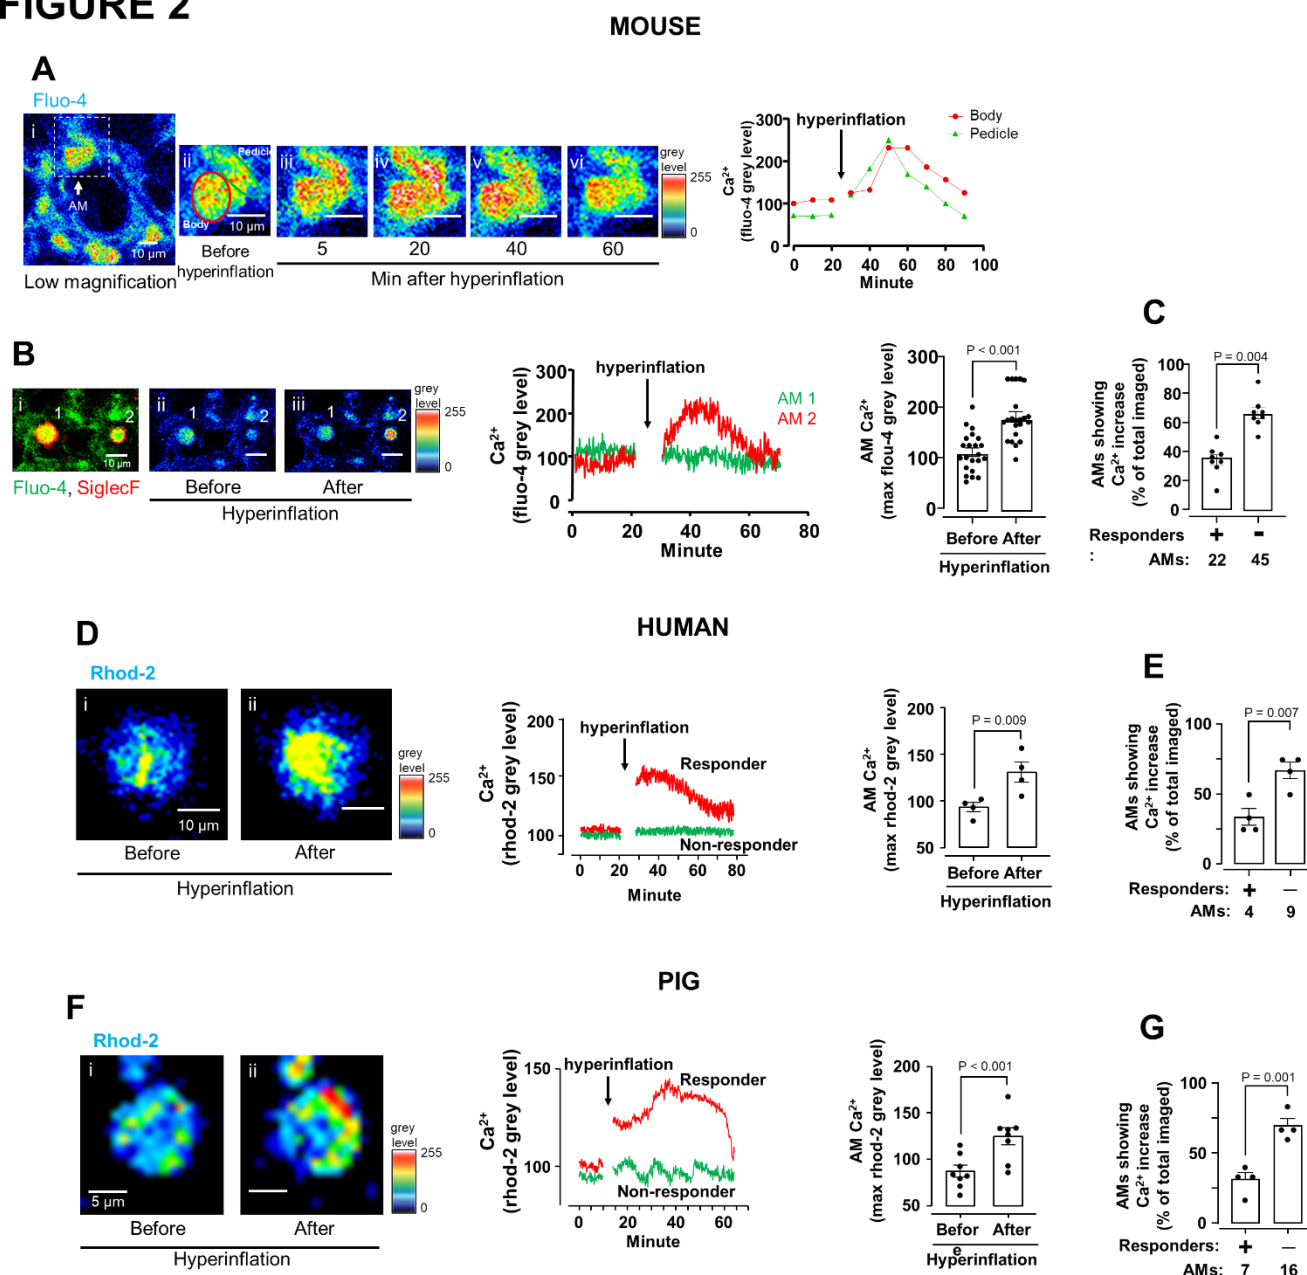 FIGURE 2
MOUSE
A
Fluo-4
i
AM
10 µm
Low magnification
ii
Pedicle
Body
10 µm
Before
hyperinflation
iii
iv
v
vi
5
20
40
60
Min after hyperinflation
grey
level
255
0
Ca²⁺
(fluo-4 grey level)
300
200
100
0
hyperinflation
Body
Pedicle
0 20 40 60 80 100
Minute
B
i
1
2
10 µm
Fluo-4, SiglecF
ii
1
2
Before
iii
1
2
After
Hyperinflation
grey
level
255
0
Ca²⁺
(fluo-4 grey level)
300
200
100
0
hyperinflation
AM 1
AM 2
0 20 40 60 80
Minute
AM Ca²⁺
(max flou-4 grey level)
300
200
100
0
P < 0.001
Before After
Hyperinflation
C
AMs showing
Ca²⁺ increase
(% of total imaged)
100
80
60
40
20
0
P = 0.004
Responders + -
:
AMs: 22 45
HUMAN
D
Rhod-2
i
10 µm
Before
ii
After
Hyperinflation
grey
level
255
0
Ca²⁺
(rhod-2 grey level)
200
150
100
hyperinflation
Responder
Non-responder
0 20 40 60 80
Minute
AM Ca²⁺
(max rhod-2 grey level)
200
150
100
50
P = 0.009
Before After
Hyperinflation
E
AMs showing
Ca²⁺ increase
(% of total imaged)
100
50
0
P = 0.007
Responders: + –
AMs: 4 9
PIG
F
Rhod-2
i
5 µm
Before
ii
After
Hyperinflation
grey
level
255
0
Ca²⁺
(rhod-2 grey level)
150
100
hyperinflation
Responder
Non-responder
0 20 40 60
Minute
AM Ca²⁺
(max rhod-2 grey level)
200
150
100
50
P < 0.001
Befor After
e
Hyperinflation
G
AMs showing
Ca²⁺ increase
(% of total imaged)
100
50
0
P = 0.001
Responders: + –
AMs: 7 16